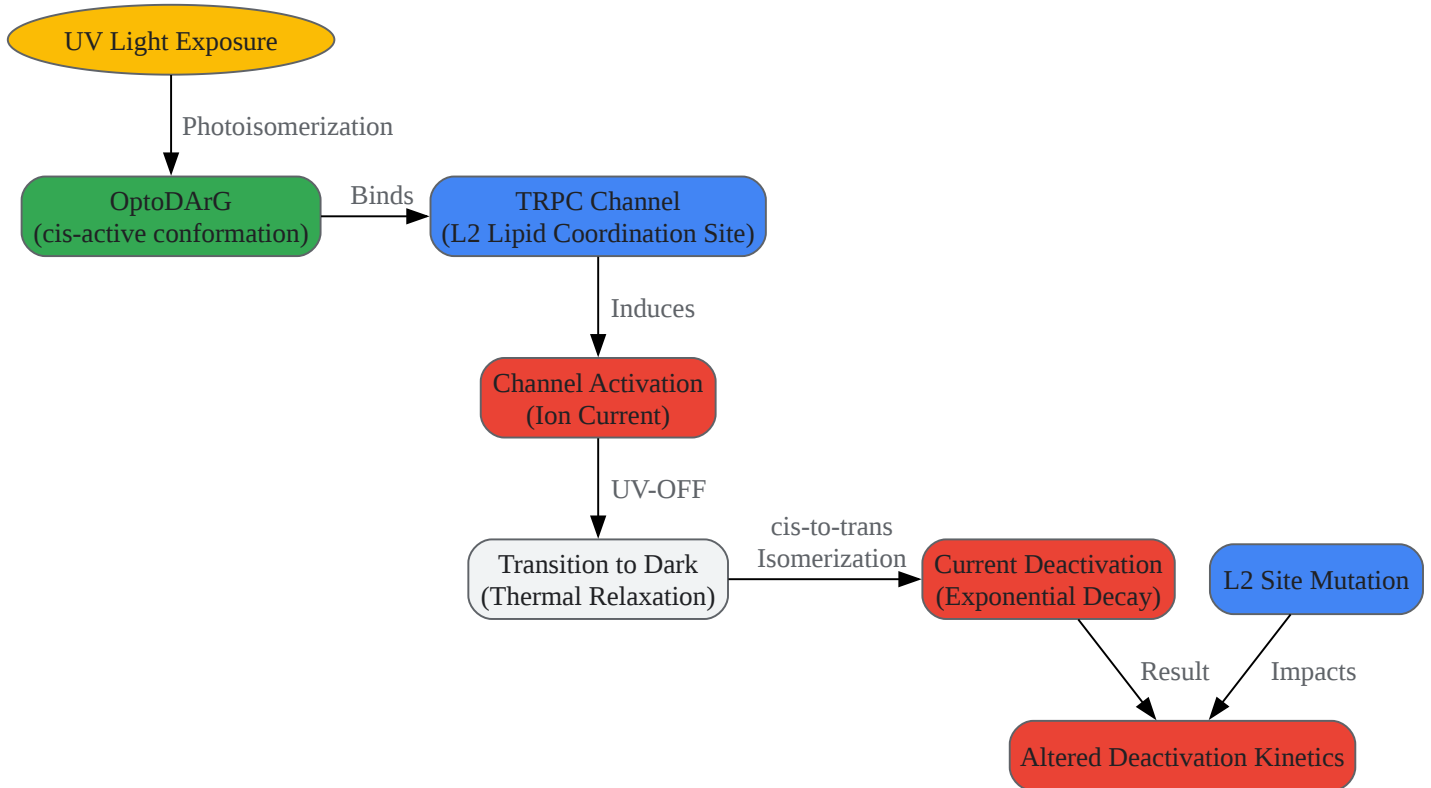 UV Light Exposure
Photoisomerization
OptoDArG
(cis-active conformation)
Binds
TRPC Channel
(L2 Lipid Coordination Site)
Induces
Channel Activation
(Ion Current)
UV-OFF
Transition to Dark
(Thermal Relaxation)
cis-to-trans
Isomerization
Current Deactivation
(Exponential Decay)
L2 Site Mutation
Result
Impacts
Altered Deactivation Kinetics